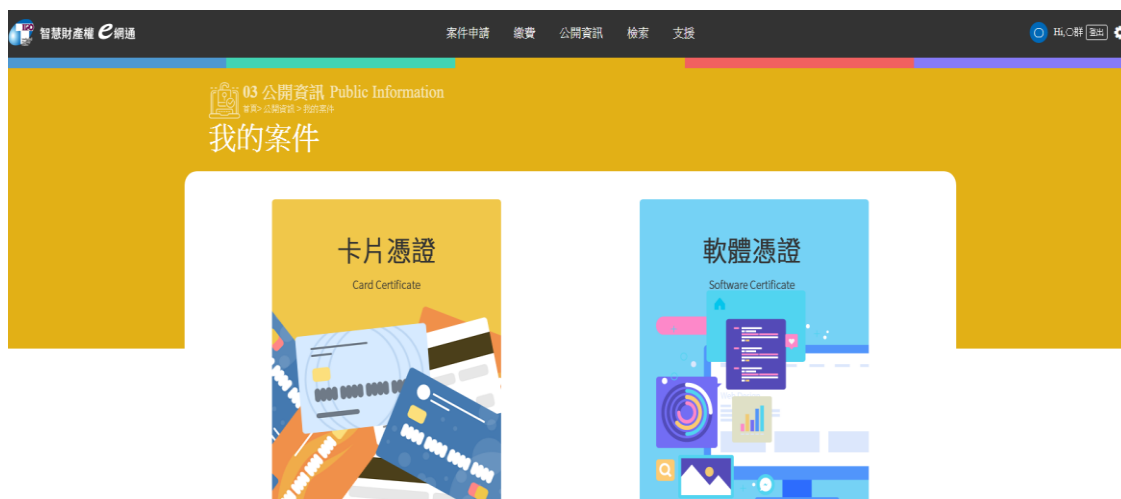 智慧財產權 e網通
案件申請 繳費 公開資訊 檢索 支援
Hi,○群 登出
03 公開資訊 Public Information
首頁> 公開資訊 > 我的案件
我的案件
卡片憑證
Card Certificate
軟體憑證
Software Certificate